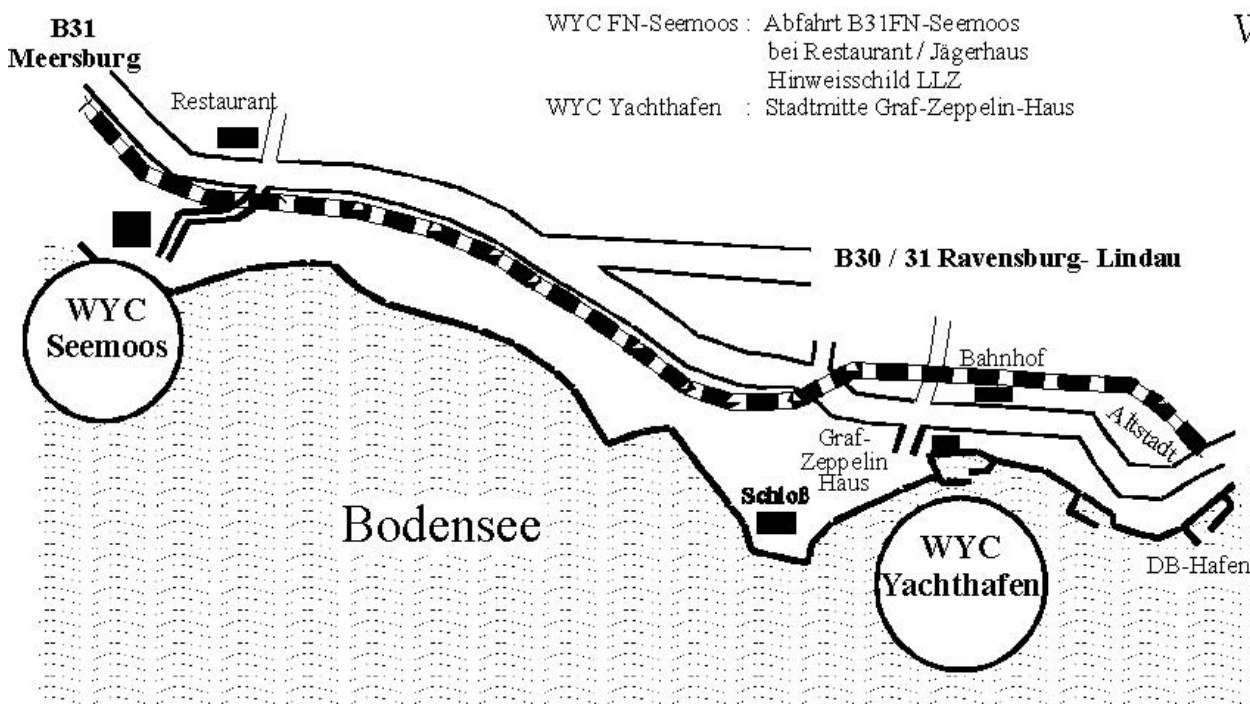 B31
Meersburg
WYC FN-Seemoos : Abfahrt B31FN-Seemoos
bei Restaurant / Jägerhaus
Hinweisschild LLZ
WYC Yachthafen : Stadtmitte Graf-Zeppelin-Haus
Restaurant
B30 / 31 Ravensburg- Lindau
WYC
Seemoos
Bahnhof
Altstadt
Graf-
Zeppelin
Haus
Schloß
Bodensee
WYC
Yachthafen
DB-Hafen